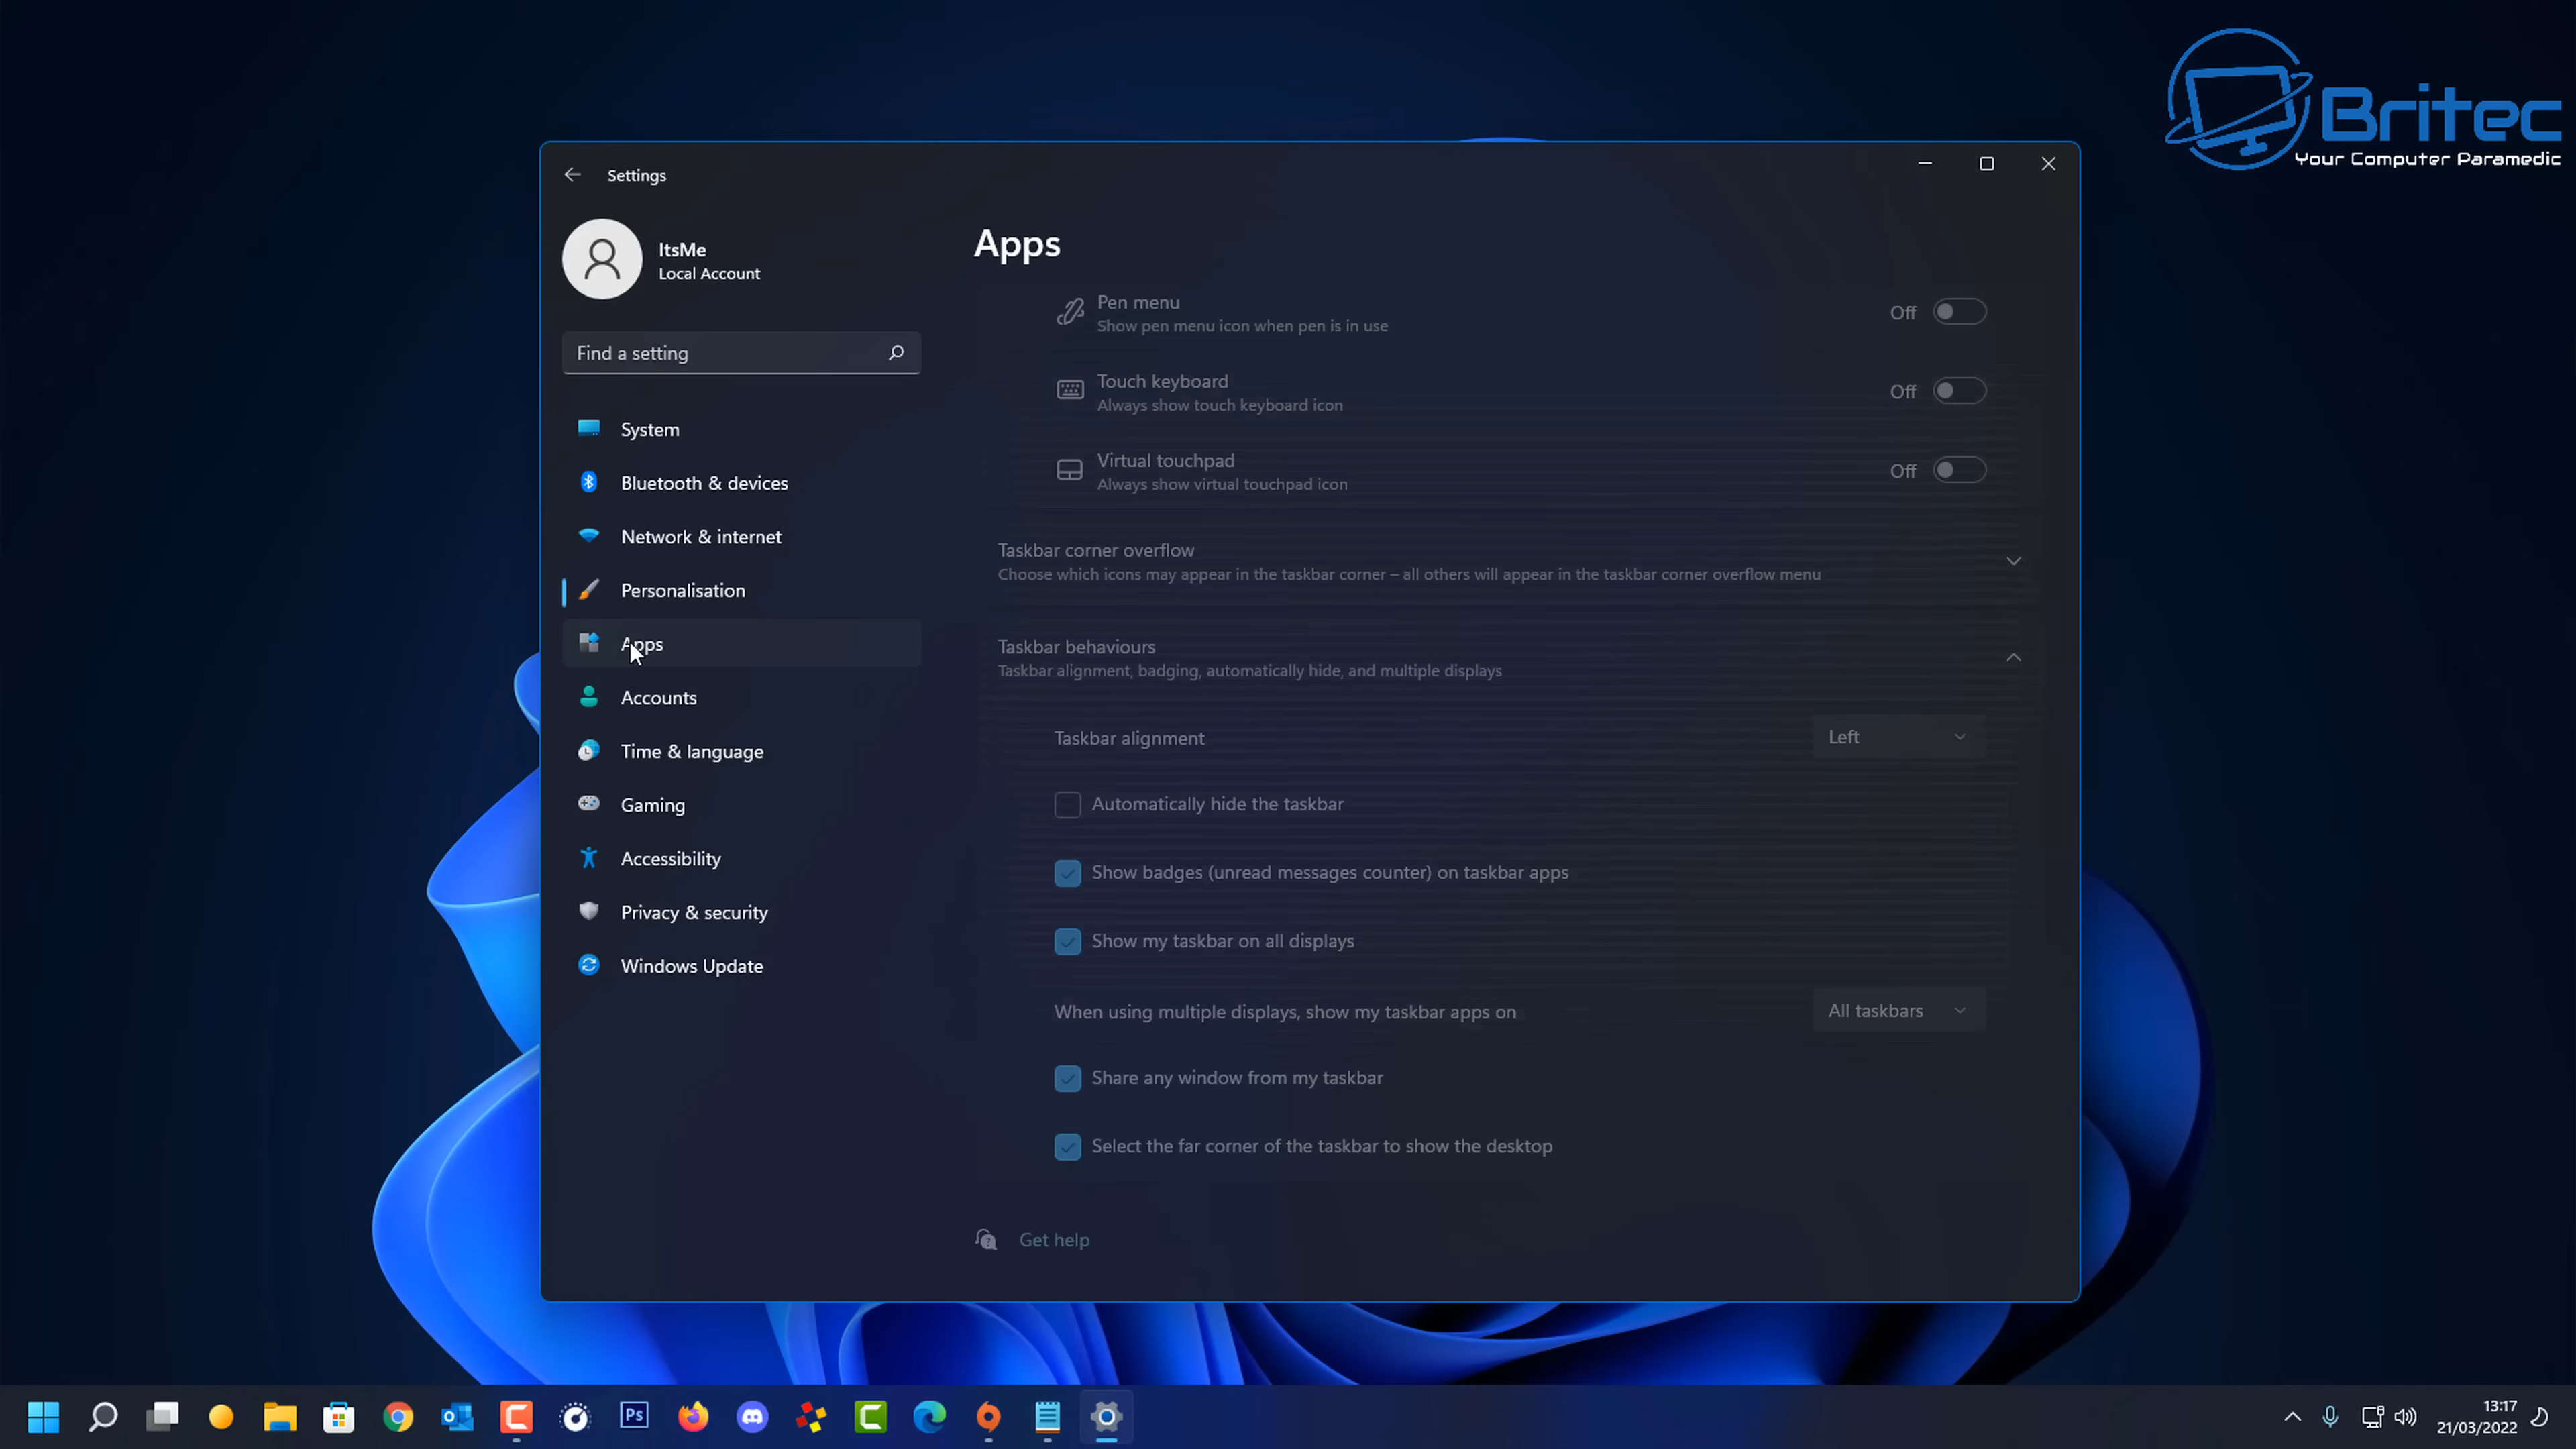 Britec
Your Computer Paramedic
Settings
ItsMe
Local Account
Find a setting
System
Bluetooth & devices
Network & internet
Personalisation
Apps
Accounts
Time & language
Gaming
Accessibility
Privacy & security
Windows Update
Apps
Pen menu
Show pen menu icon when pen is in use
Off
Touch keyboard
Always show touch keyboard icon
Off
Virtual touchpad
Always show virtual touchpad icon
Off
Taskbar corner overflow
Choose which icons may appear in the taskbar corner – all others will appear in the taskbar corner overflow menu
Taskbar behaviours
Taskbar alignment, badging, automatically hide, and multiple displays
Taskbar alignment
Left
Automatically hide the taskbar
Show badges (unread messages counter) on taskbar apps
Show my taskbar on all displays
When using multiple displays, show my taskbar apps on
All taskbars
Share any window from my taskbar
Select the far corner of the taskbar to show the desktop
Get help
Ps
13:17
21/03/2022